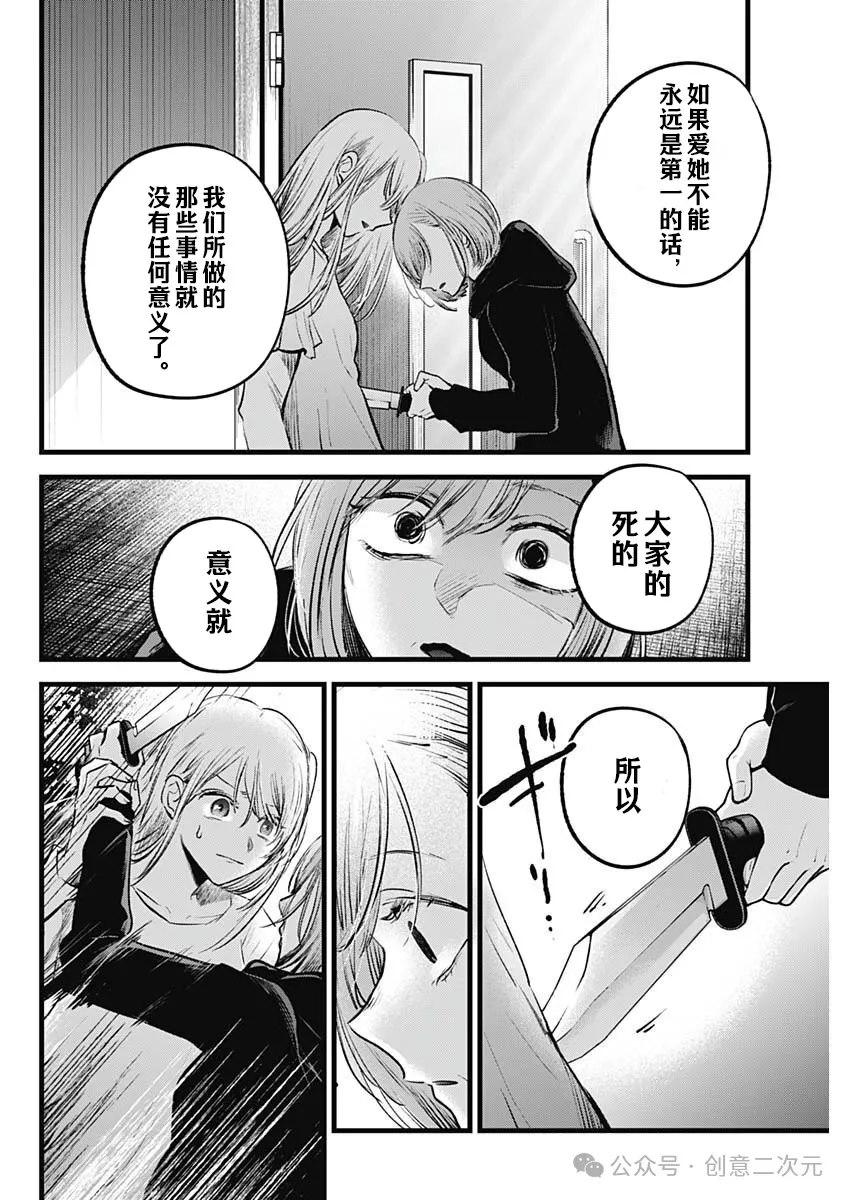 如果爱她不能
永远是第一的话，
我们所做的
那些事情就
没有任何意义了。
大家的
死的
意义就
所以
公众号·创意二次元